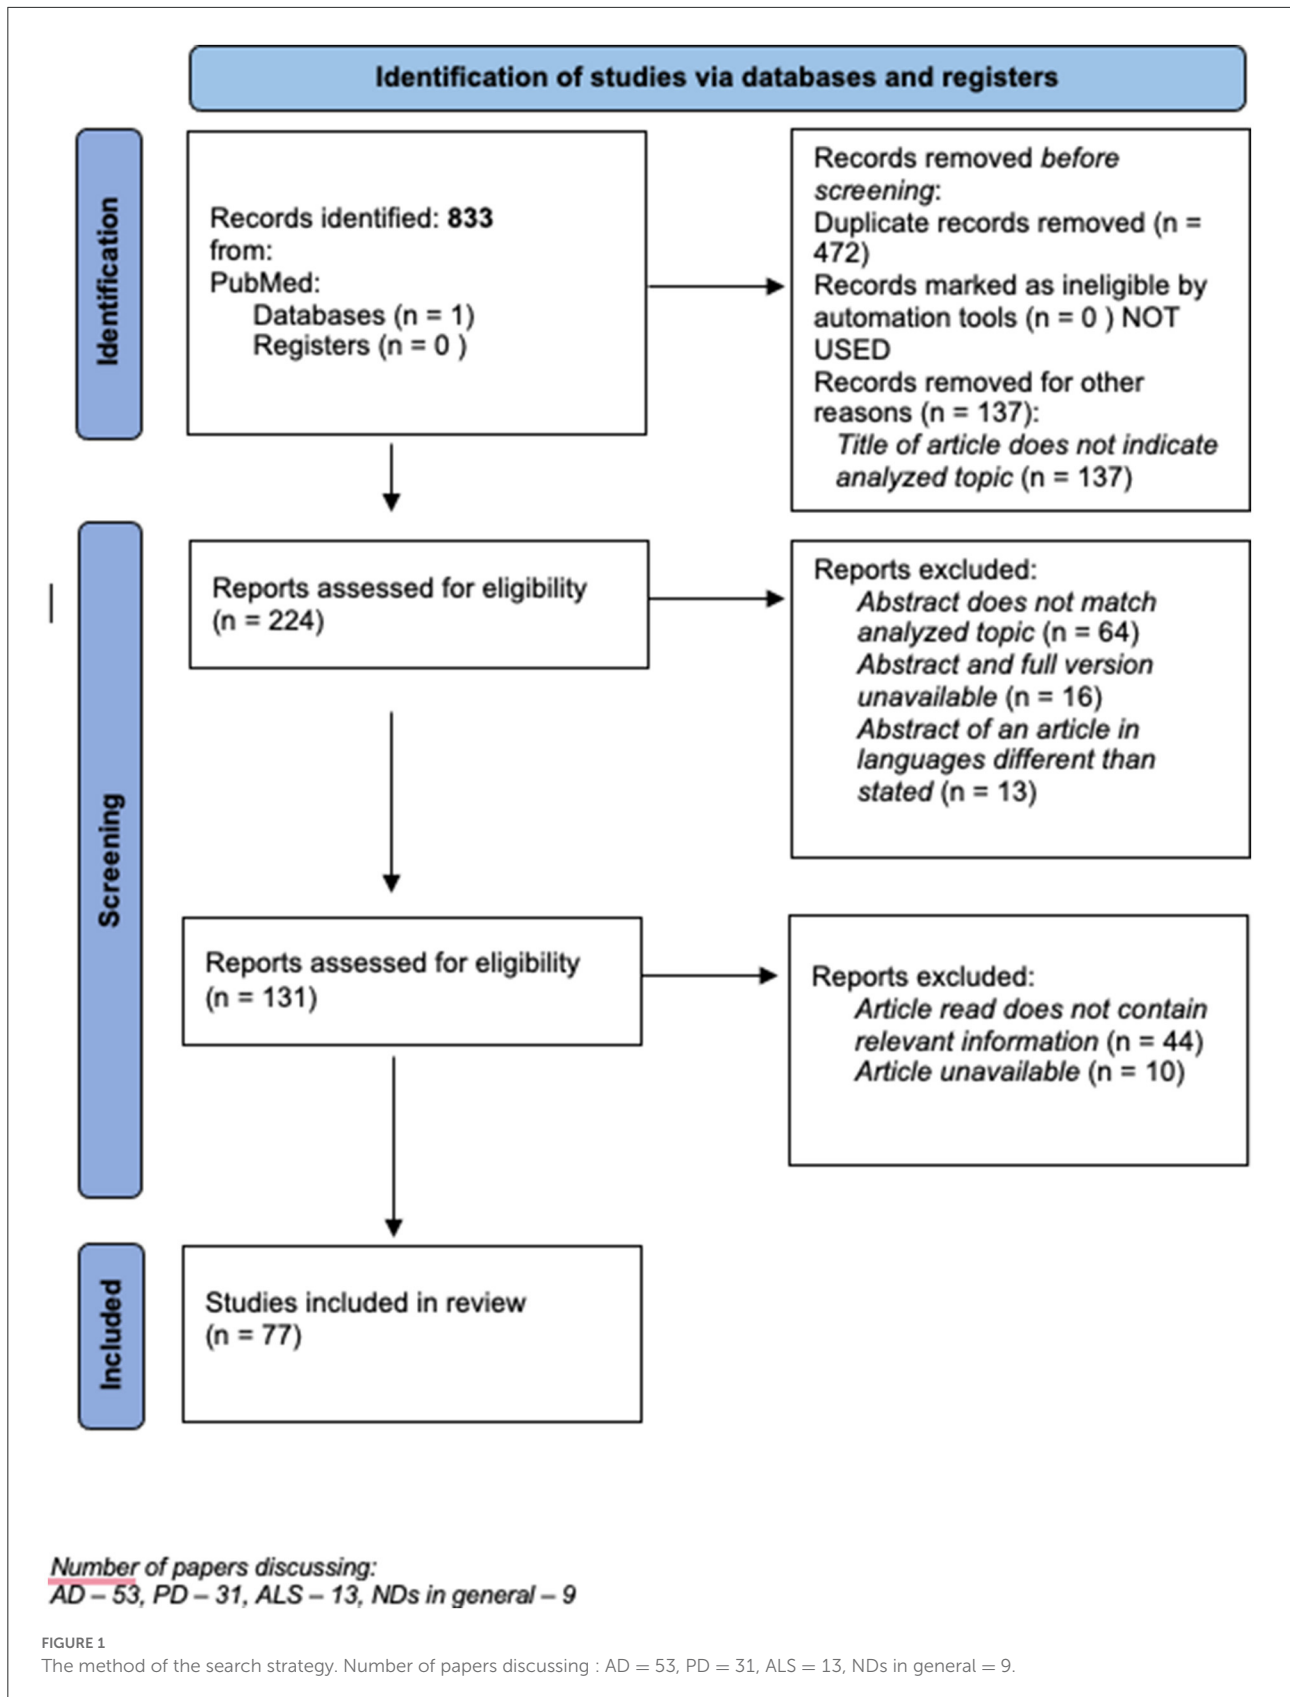 Identification of studies via databases and registers
Identification
Records identified: 833
from:
PubMed:
Databases (n = 1)
Registers (n = 0 )
Records removed before
screening:
Duplicate records removed (n =
472)
Records marked as ineligible by
automation tools (n = 0 ) NOT
USED
Records removed for other
reasons (n = 137):
Title of article does not indicate
analyzed topic (n = 137)
Screening
Reports assessed for eligibility
(n = 224)
Reports excluded:
Abstract does not match
analyzed topic (n = 64)
Abstract and full version
unavailable (n = 16)
Abstract of an article in
languages different than
stated (n = 13)
Reports assessed for eligibility
(n = 131)
Reports excluded:
Article read does not contain
relevant information (n = 44)
Article unavailable (n = 10)
Included
Studies included in review
(n = 77)
Number of papers discussing:
AD – 53, PD – 31, ALS – 13, NDs in general – 9
FIGURE 1
The method of the search strategy. Number of papers discussing : AD = 53, PD = 31, ALS = 13, NDs in general = 9.